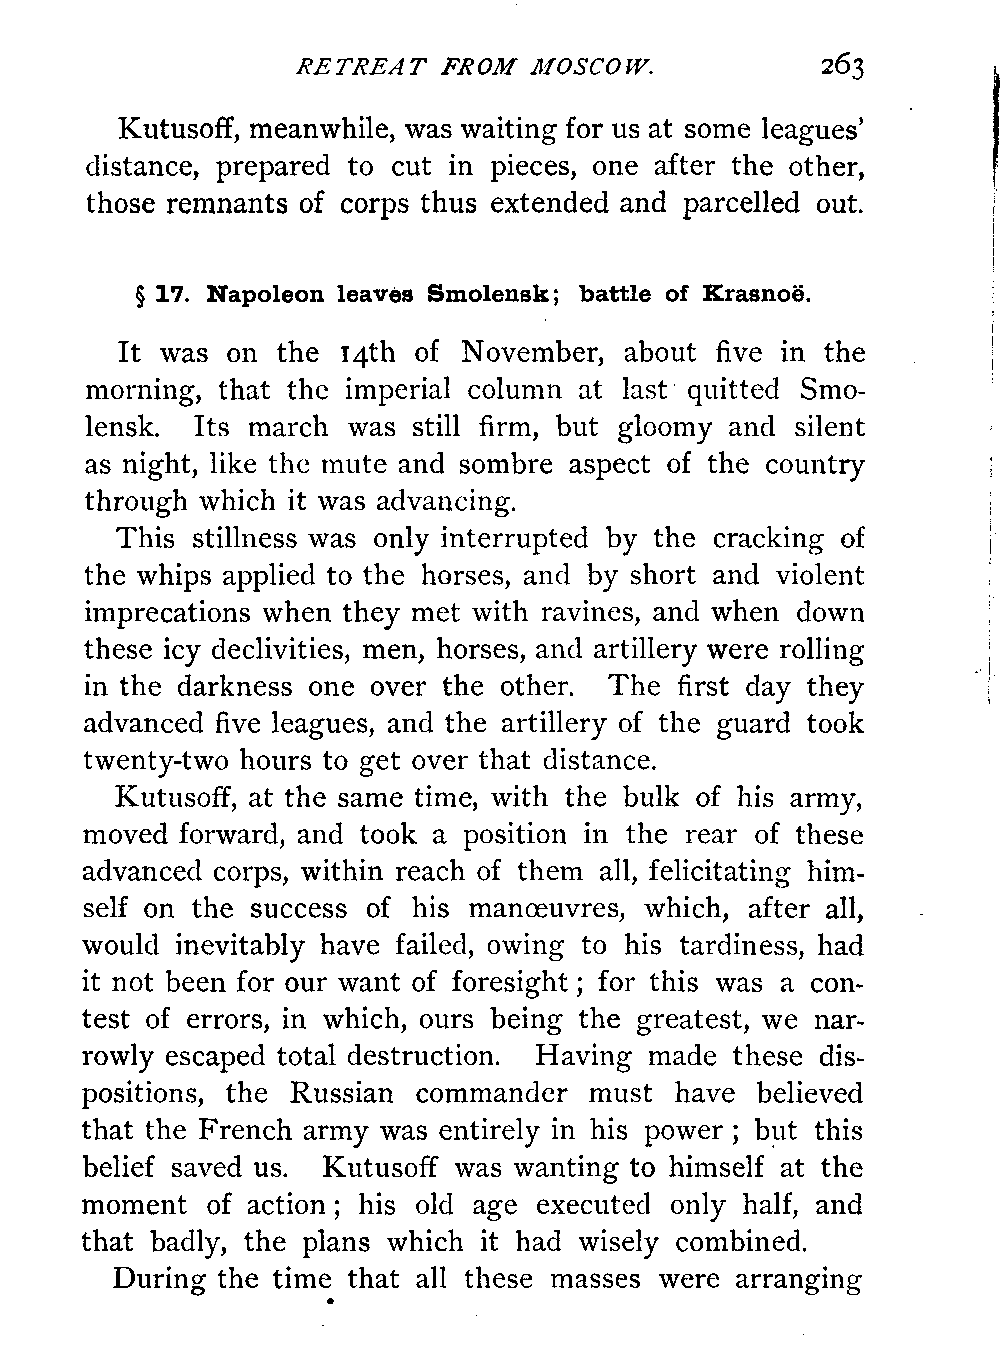 RETREAT FROM MOSCOW. 263
Kutusoff, meanwhile, was waiting for us at some leagues'
distance, prepared to cut in pieces, one after the other,
those remnants of corps thus extended and parcelled out.
§ 17. Napoleon leaves Smolensk; battle of Krasnoë.
It was on the 14th of November, about five in the
morning, that the imperial column at last quitted Smo-
lensk. Its march was still firm, but gloomy and silent
as night, like the mute and sombre aspect of the country
through which it was advancing.
This stillness was only interrupted by the cracking of
the whips applied to the horses, and by short and violent
imprecations when they met with ravines, and when down
these icy declivities, men, horses, and artillery were rolling
in the darkness one over the other. The first day they
advanced five leagues, and the artillery of the guard took
twenty-two hours to get over that distance.
Kutusoff, at the same time, with the bulk of his army,
moved forward, and took a position in the rear of these
advanced corps, within reach of them all, felicitating him-
self on the success of his manœuvres, which, after all,
would inevitably have failed, owing to his tardiness, had
it not been for our want of foresight ; for this was a con-
test of errors, in which, ours being the greatest, we nar-
rowly escaped total destruction. Having made these dis-
positions, the Russian commander must have believed
that the French army was entirely in his power ; but this
belief saved us. Kutusoff was wanting to himself at the
moment of action ; his old age executed only half, and
that badly, the plans which it had wisely combined.
During the time that all these masses were arranging